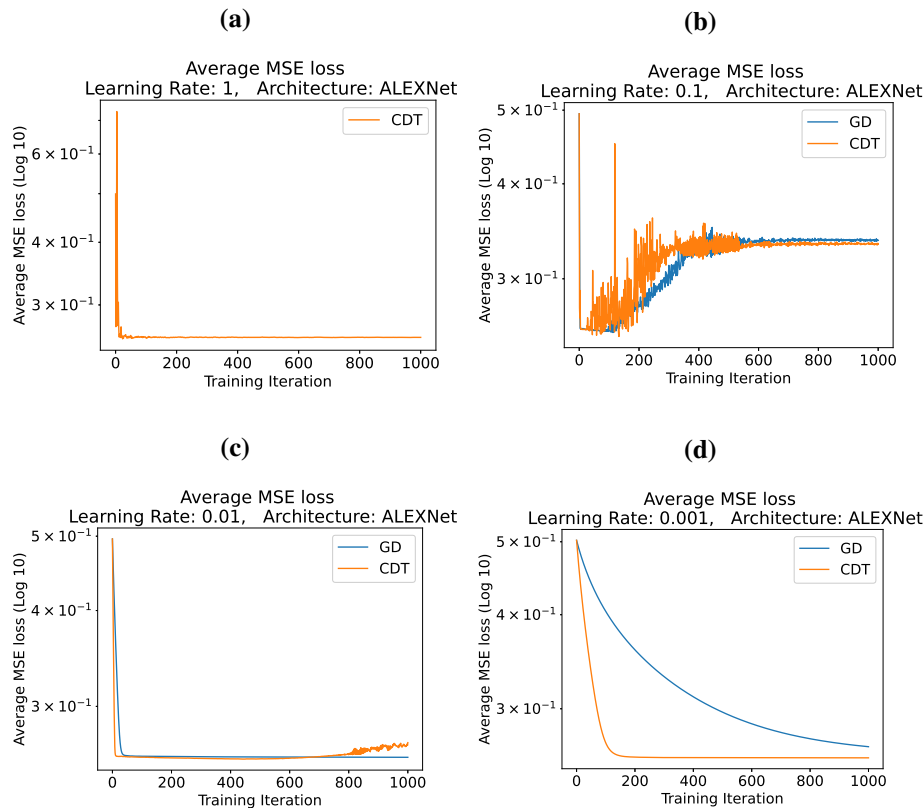 (a)
Average MSE loss
Learning Rate: 1,   Architecture: ALEXNet
CDT
Average MSE loss (Log 10)
6 × 10⁻¹
4 × 10⁻¹
3 × 10⁻¹
0 200 400 600 800 1000
Training Iteration
(b)
Average MSE loss
Learning Rate: 0.1,   Architecture: ALEXNet
GD
CDT
Average MSE loss (Log 10)
5 × 10⁻¹
4 × 10⁻¹
3 × 10⁻¹
0 200 400 600 800 1000
Training Iteration
(c)
Average MSE loss
Learning Rate: 0.01,   Architecture: ALEXNet
GD
CDT
Average MSE loss (Log 10)
5 × 10⁻¹
4 × 10⁻¹
3 × 10⁻¹
0 200 400 600 800 1000
Training Iteration
(d)
Average MSE loss
Learning Rate: 0.001,   Architecture: ALEXNet
GD
CDT
Average MSE loss (Log 10)
5 × 10⁻¹
4 × 10⁻¹
3 × 10⁻¹
0 200 400 600 800 1000
Training Iteration